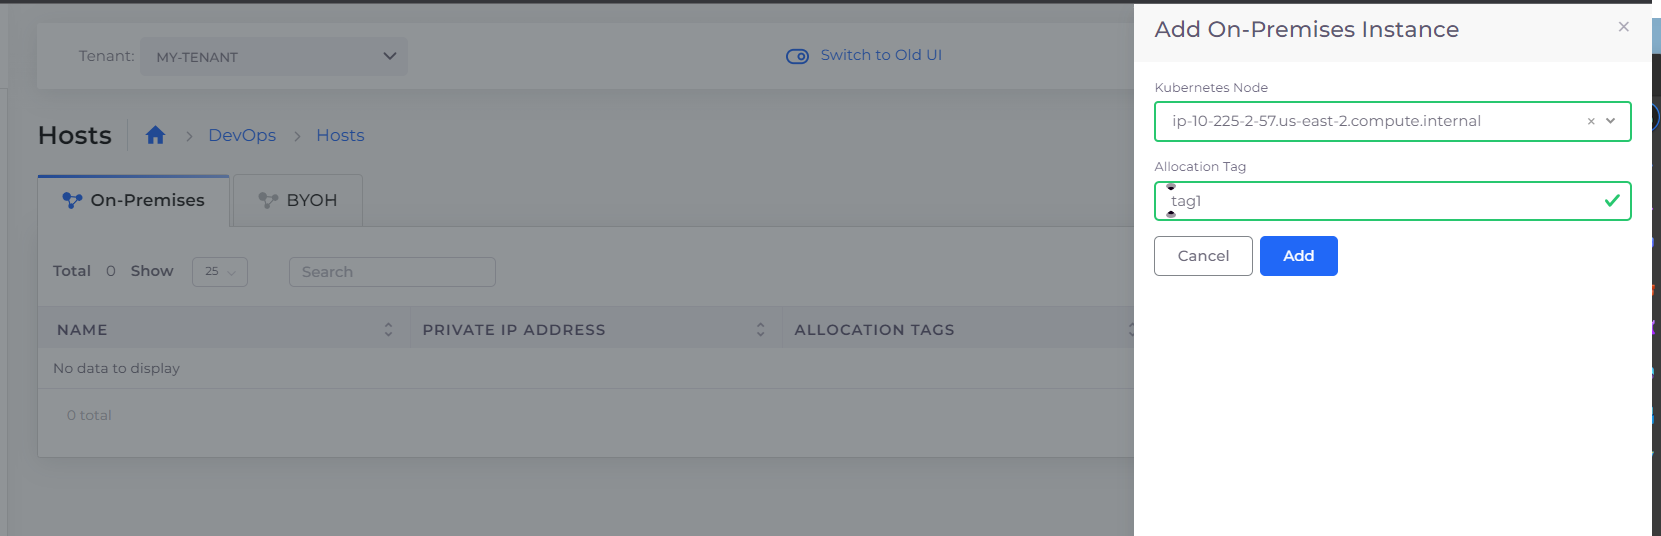 Tenant: MY-TENANT
Switch to Old UI
Hosts
DevOps
Hosts
On-Premises
BYOH
Total 0 Show 25 Search
NAME PRIVATE IP ADDRESS ALLOCATION TAGS
No data to display
0 total
Add On-Premises Instance
Kubernetes Node
ip-10-225-2-57.us-east-2.compute.internal
Allocation Tag
tag1
Cancel Add